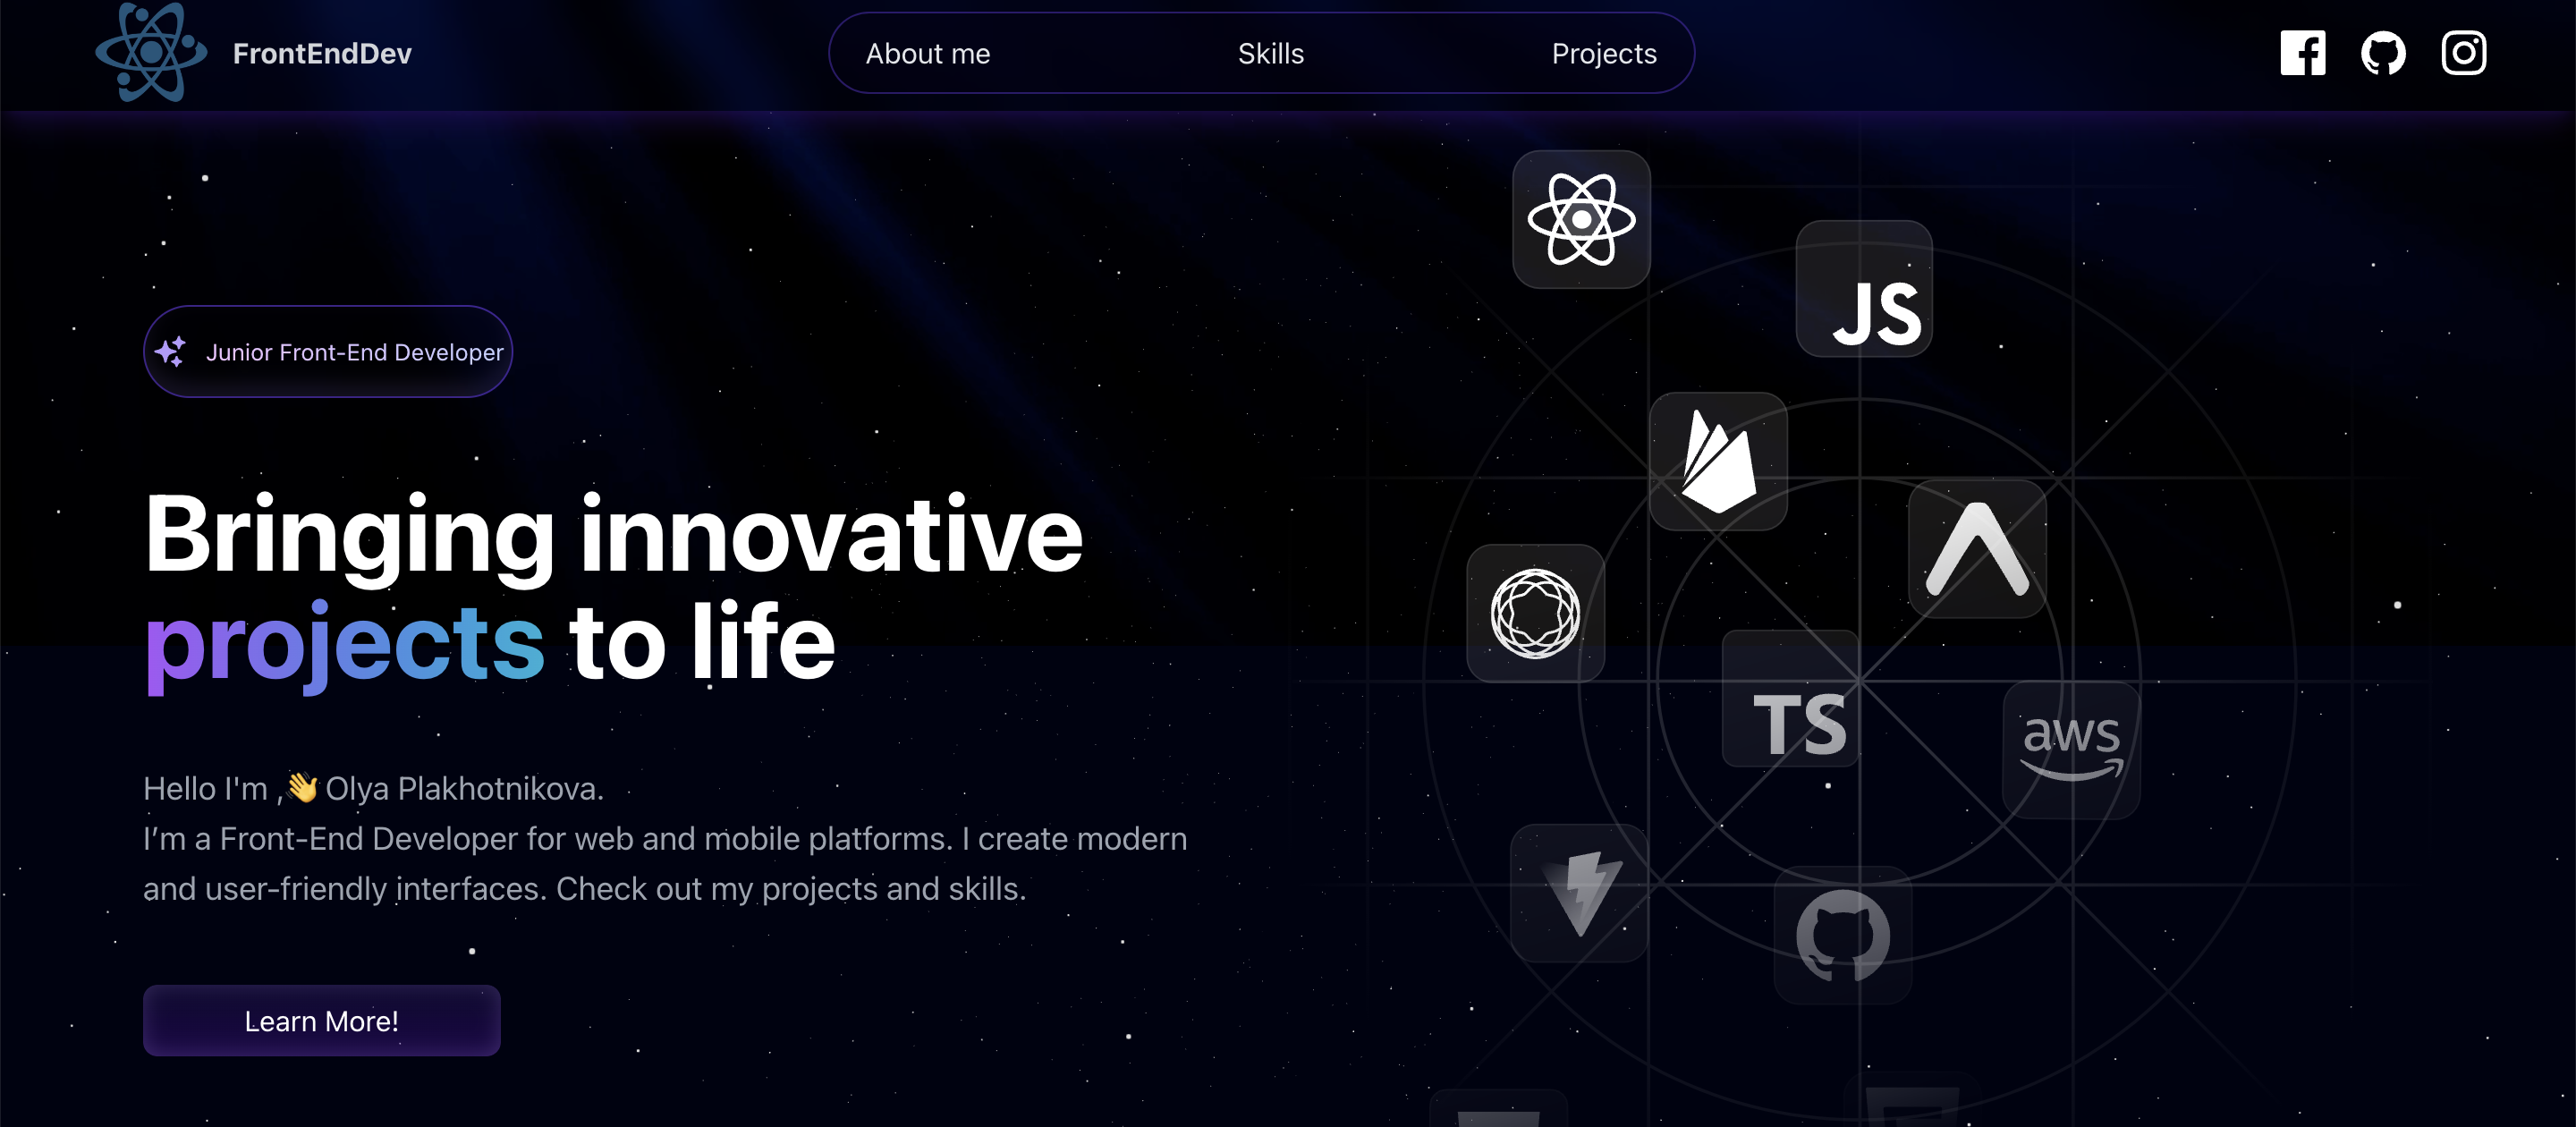 FrontEndDev
About me
Skills
Projects
Junior Front-End Developer
Bringing innovative
projects to life
Hello I'm ,👋 Olya Plakhotnikova.
I’m a Front-End Developer for web and mobile platforms. I create modern
and user-friendly interfaces. Check out my projects and skills.
Learn More!
JS
TS
aws